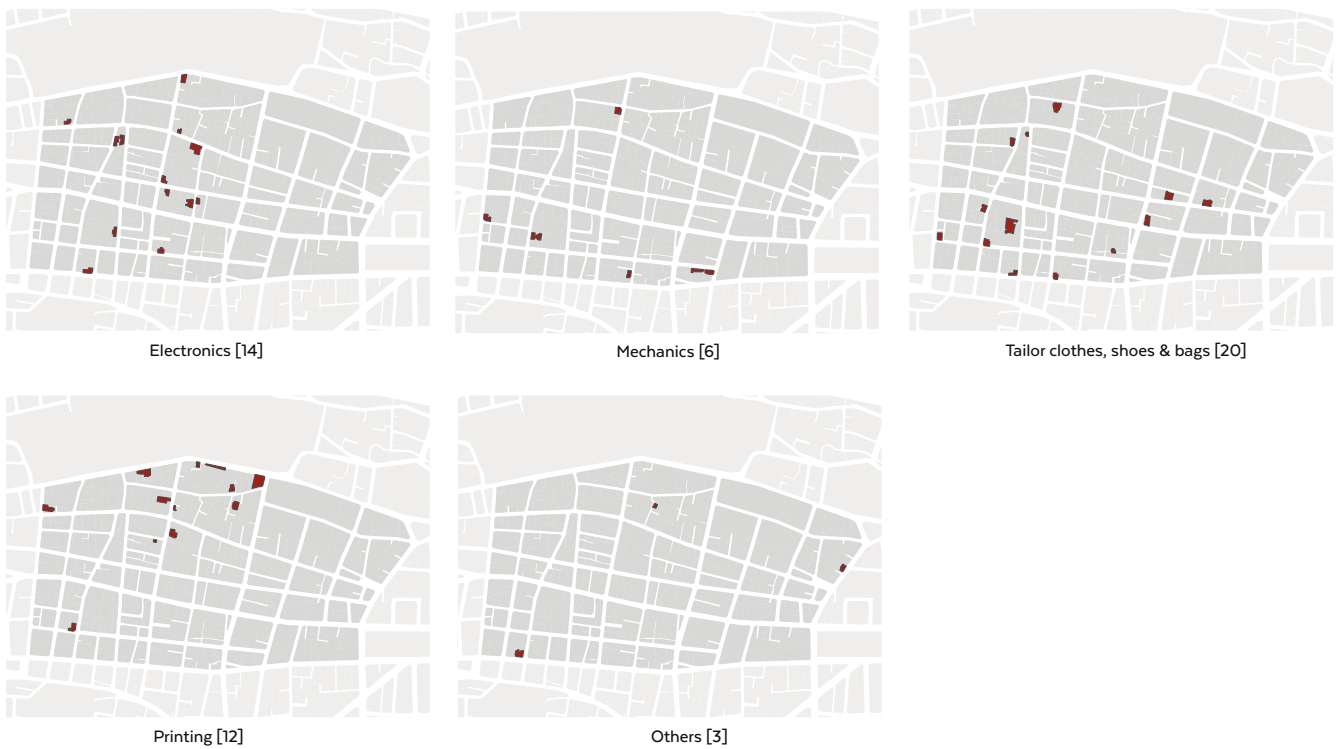 Electronics [14]
Mechanics [6]
Tailor clothes, shoes & bags [20]
Printing [12]
Others [3]